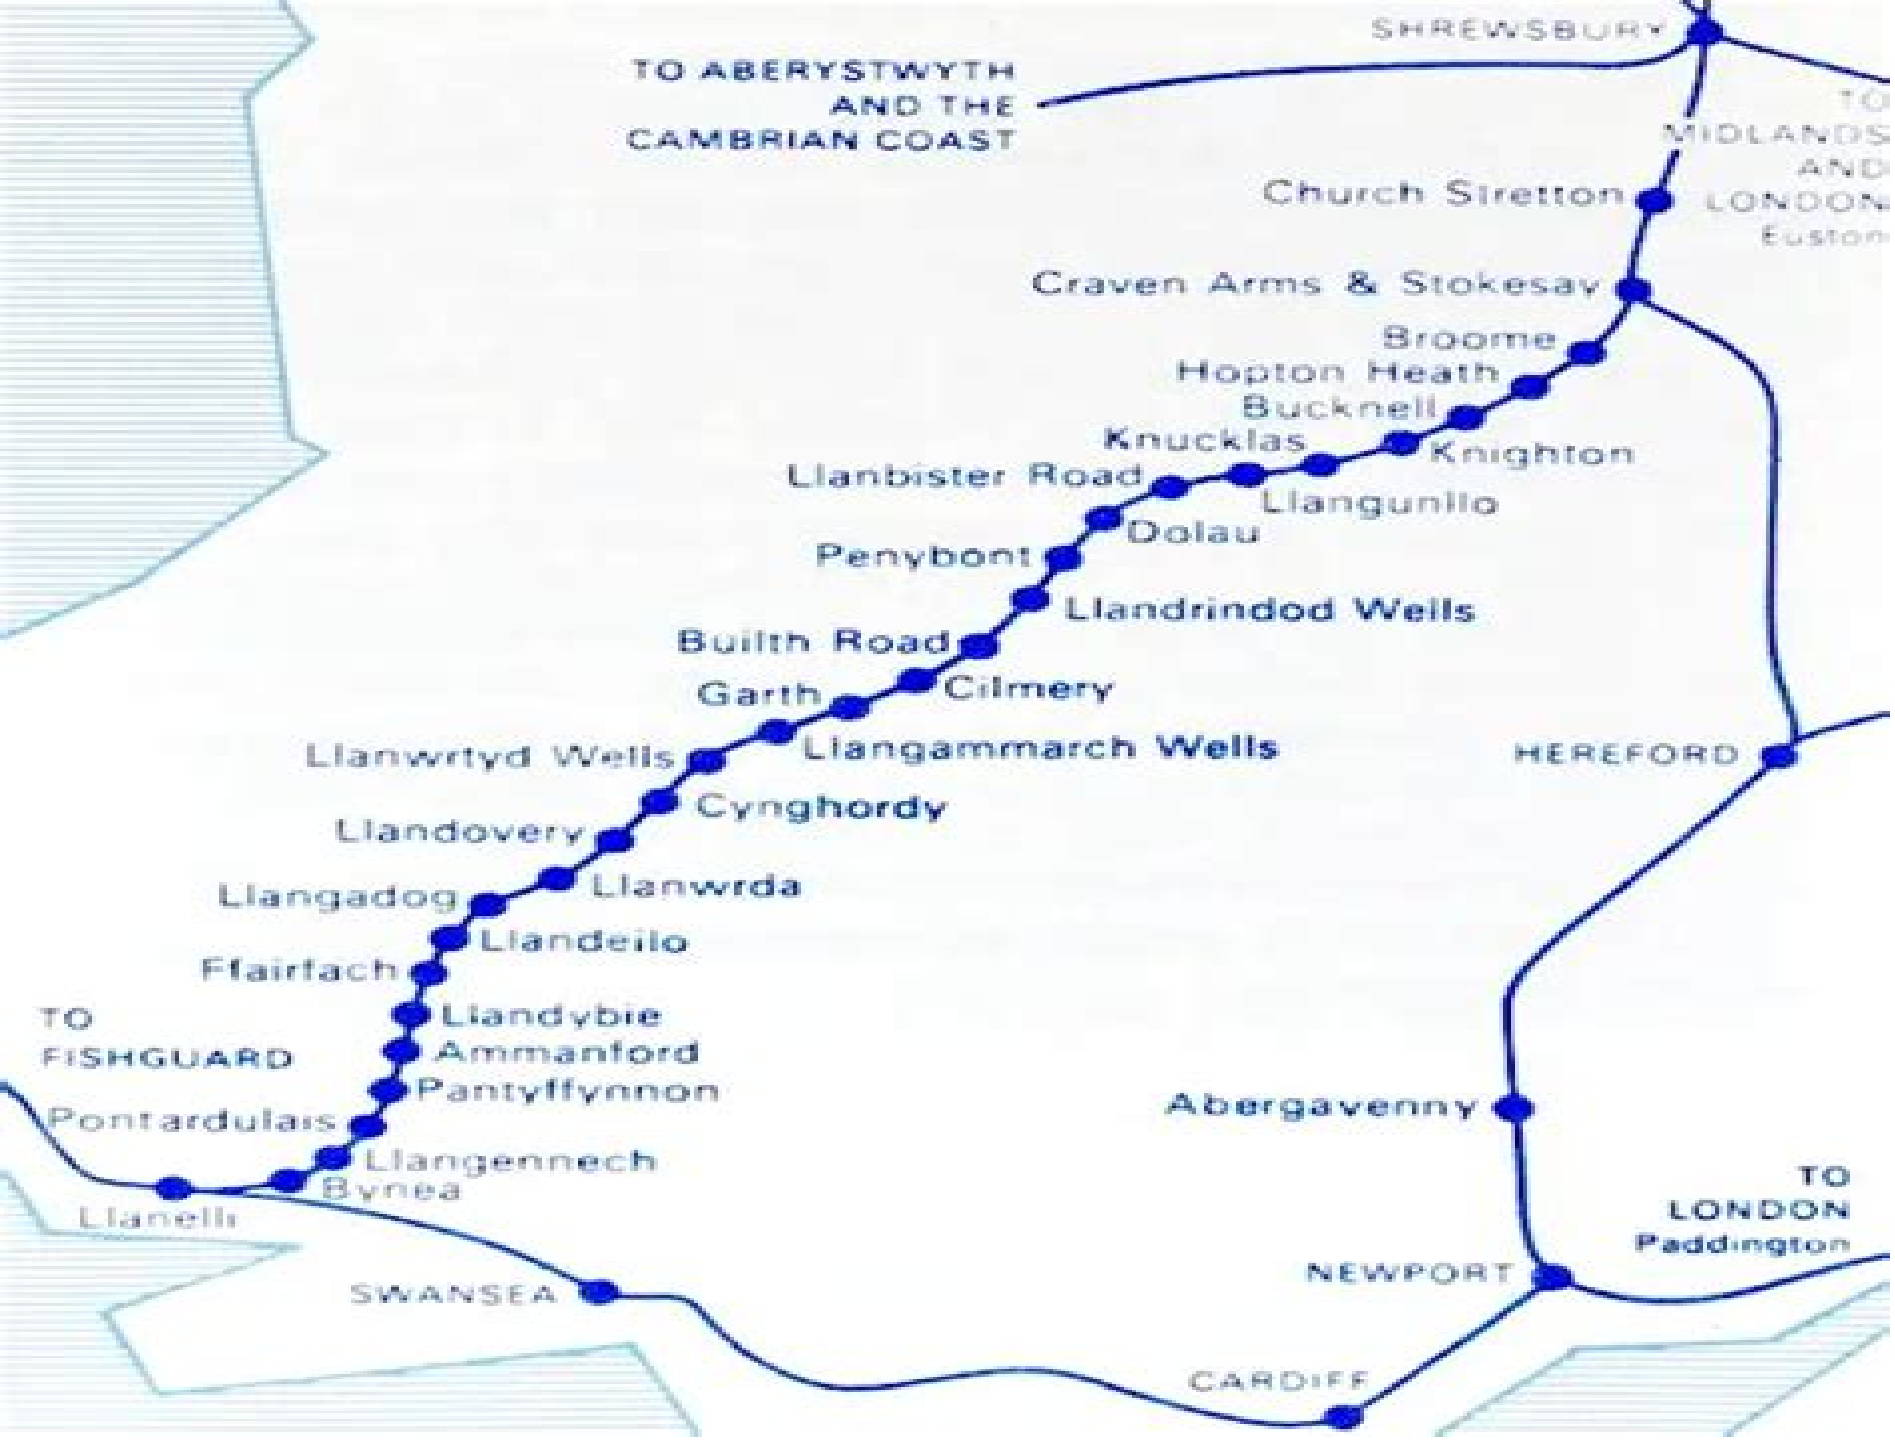 SHREWSBURY
TO ABERYSTWYTH
AND THE
CAMBRIAN COAST
TO
MIDLANDS
AND
LONDON
Euston
Church Stretton
Craven Arms & Stokesay
Broome
Hopton Heath
Bucknell
Knucklas
Knighton
Llanbister Road
Llangunllo
Dolau
Penybont
Llandrindod Wells
Builth Road
Cilmery
Garth
Llangammarch Wells
Llanwrtyd Wells
HEREFORD
Cynghordy
Llandovery
Llanwrda
Llangadog
Llandeilo
Ffairfach
TO
FISHGUARD
Llandybie
Ammanford
Pantyffynnon
Pontardulais
Llangennech
Bynea
Llanelli
Abergavenny
TO
LONDON
Paddington
NEWPORT
SWANSEA
CARDIFF